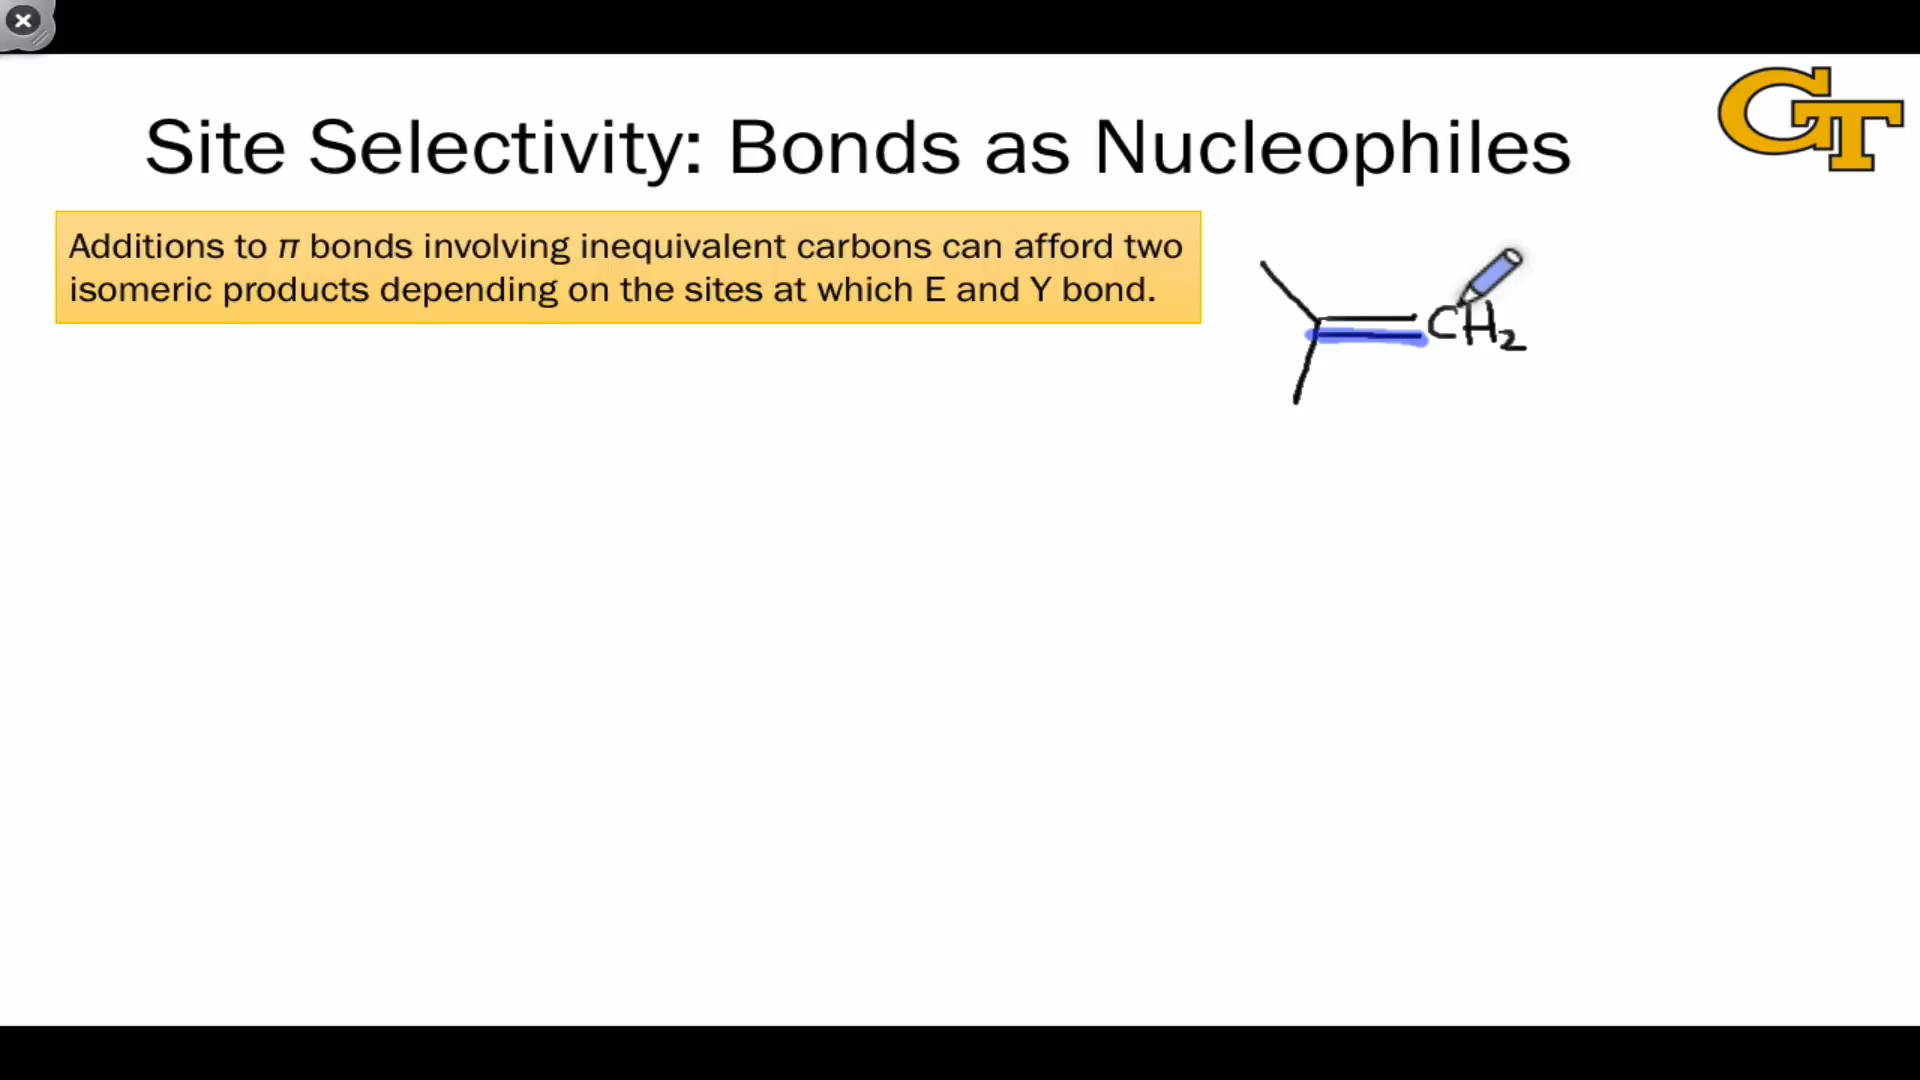 GT
Site Selectivity: Bonds as Nucleophiles
Additions to π bonds involving inequivalent carbons can afford two
isomeric products depending on the sites at which E and Y bond.
CH₂